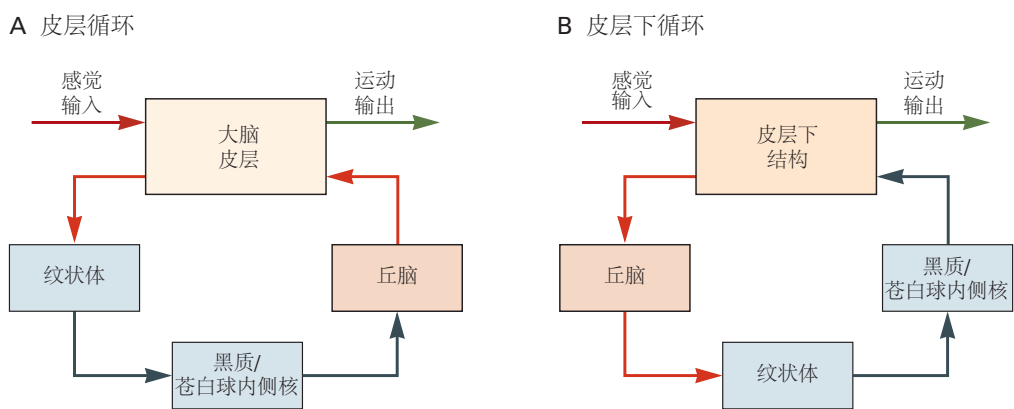 A 皮层循环
感觉
输入
运动
输出
大脑
皮层
纹状体
丘脑
黑质/
苍白球内侧核
B 皮层下循环
感觉
输入
运动
输出
皮层下
结构
丘脑
黑质/
苍白球内侧核
纹状体